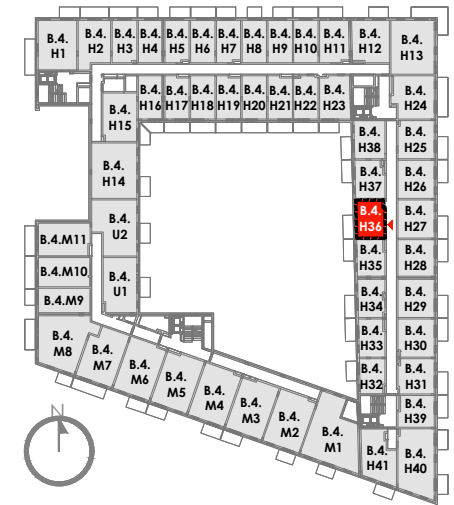 B.4.
H1
B.4.
H2
B.4.
H3
B.4.
H4
B.4.
H5
B.4.
H6
B.4.
H7
B.4.
H8
B.4.
H9
B.4.
H10
B.4.
H11
B.4.
H12
B.4.
H13
B.4.
H16
B.4.
H17
B.4.
H18
B.4.
H19
B.4.
H20
B.4.
H21
B.4.
H22
B.4.
H23
B.4.
H24
B.4.
H15
B.4.
H38
B.4.
H25
B.4.
H14
B.4.
H37
B.4.
H26
B.4.
U2
B.4.
H36
B.4.
H27
B.4.M11
B.4.M10
B.4.M9
B.4.
U1
B.4.
H35
B.4.
H28
B.4.
H34
B.4.
H29
B.4.
H33
B.4.
H30
B.4.
H32
B.4.
H31
B.4.
H39
B.4.
M8
B.4.
M7
B.4.
M6
B.4.
M5
B.4.
M4
B.4.
M3
B.4.
M2
B.4.
M1
B.4.
H41
B.4.
H40
N